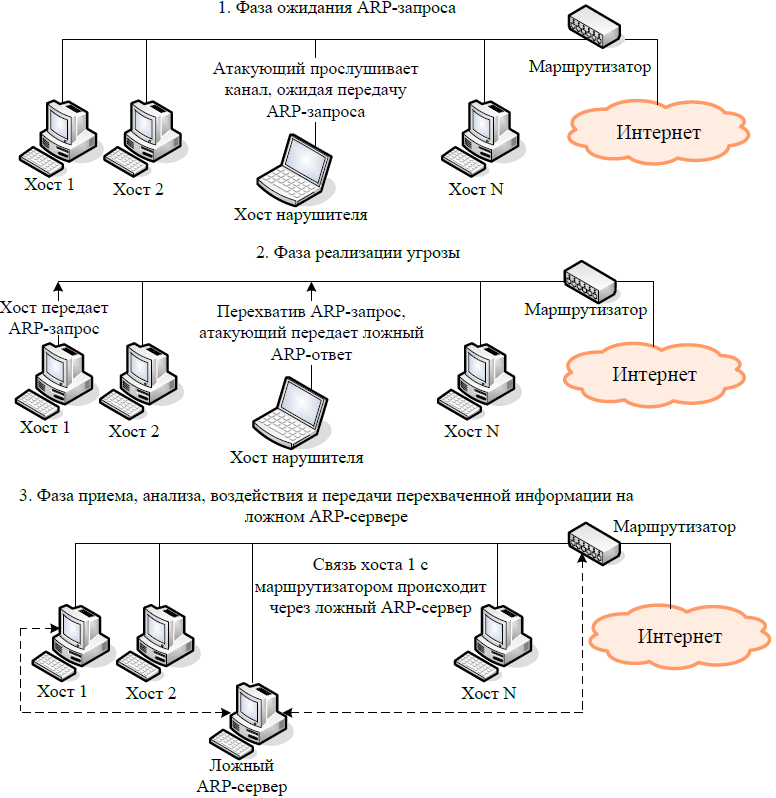 1. Фаза ожидания ARP-запроса
Маршрутизатор
Атакующий прослушивает
канал, ожидая передачу
ARP-запроса
Интернет
Хост 1
Хост 2
Хост N
Хост нарушителя
2. Фаза реализации угрозы
Хост передает
ARP-запрос
Перехватив ARP-запрос,
атакующий передает ложный
ARP-ответ
Маршрутизатор
Интернет
Хост 1
Хост 2
Хост N
Хост нарушителя
3. Фаза приема, анализа, воздействия и передачи перехваченной информации на
ложном ARP-сервере
Маршрутизатор
Связь хоста 1 с
маршрутизатором происходит
через ложный ARP-сервер
Интернет
Хост 1
Хост 2
Хост N
Ложный
ARP-сервер